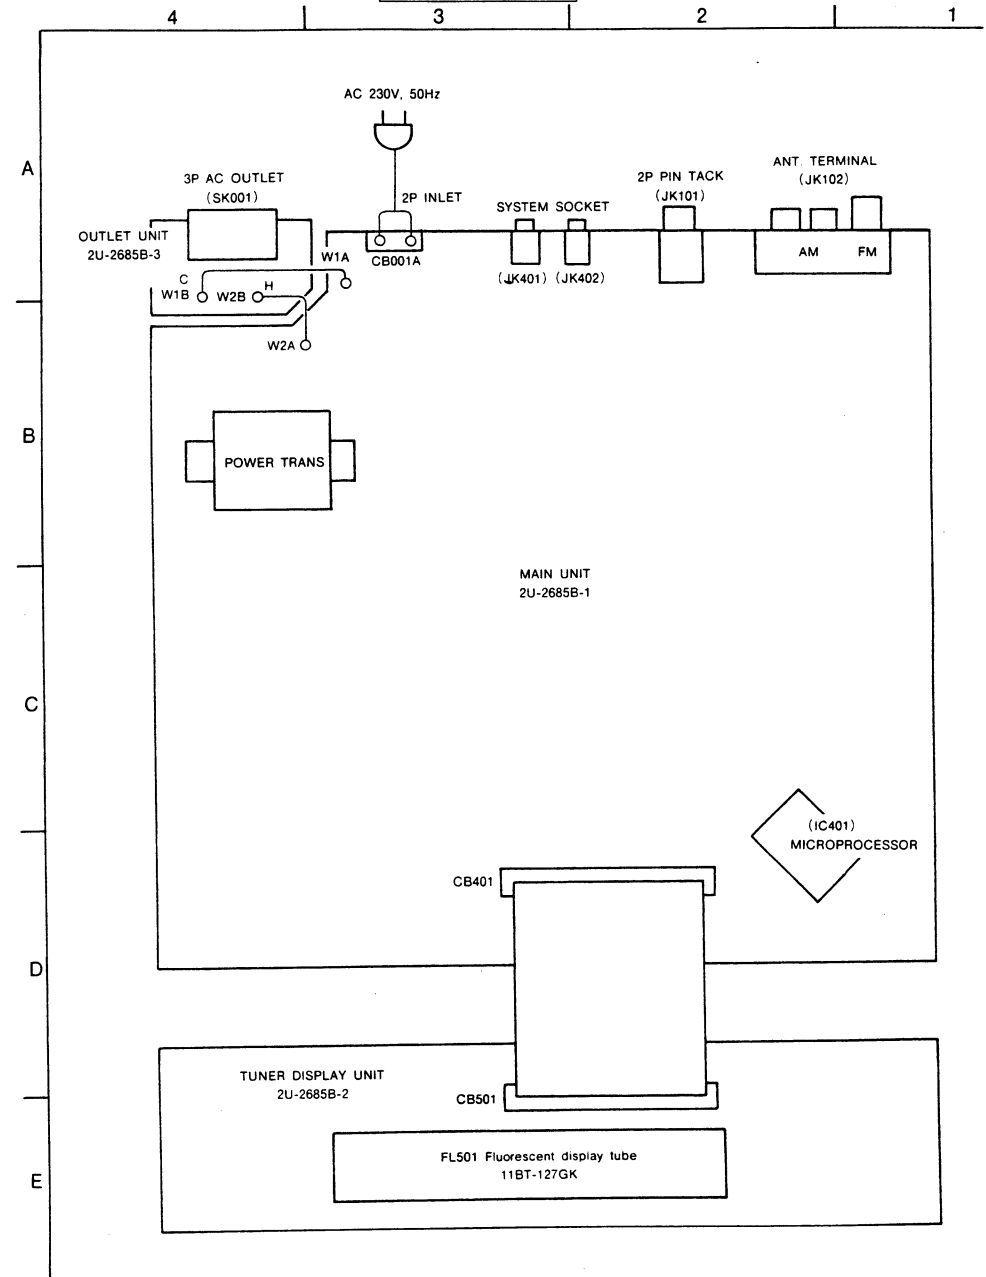 4 3 2 1
AC 230V, 50Hz
A
3P AC OUTLET
(SK001)
2P INLET
SYSTEM SOCKET
2P PIN TACK
(JK101)
ANT. TERMINAL
(JK102)
OUTLET UNIT
2U-2685B-3
W1A
CB001A
(JK401) (JK402)
AM FM
C
W1B W2B H
W2A
B
POWER TRANS
MAIN UNIT
2U-2685B-1
C
(IC401)
MICROPROCESSOR
CB401
D
TUNER DISPLAY UNIT
2U-2685B-2
CB501
E
FL501 Fluorescent display tube
11BT-127GK